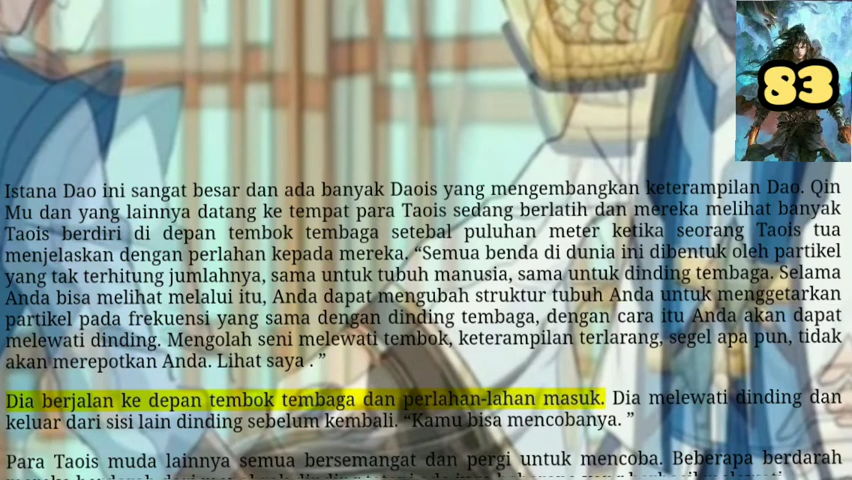 83
Istana Dao ini sangat besar dan ada banyak Daois yang mengembangkan keterampilan Dao. Qin
Mu dan yang lainnya datang ke tempat para Taois sedang berlatih dan mereka melihat banyak
Taois berdiri di depan tembok tembaga setebal puluhan meter ketika seorang Taois tua
menjelaskan dengan perlahan kepada mereka. “Semua benda di dunia ini dibentuk oleh partikel
yang tak terhitung jumlahnya, sama untuk tubuh manusia, sama untuk dinding tembaga. Selama
Anda bisa melihat melalui itu, Anda dapat mengubah struktur tubuh Anda untuk menggetarkan
partikel pada frekuensi yang sama dengan dinding tembaga, dengan cara itu Anda akan dapat
melewati dinding. Mengolah seni melewati tembok, keterampilan terlarang, segel apa pun, tidak
akan merepotkan Anda. Lihat saya . ”
Dia berjalan ke depan tembok tembaga dan perlahan-lahan masuk. Dia melewati dinding dan
keluar dari sisi lain dinding sebelum kembali. “Kamu bisa mencobanya. ”
Para Taois muda lainnya semua bersemangat dan pergi untuk mencoba. Beberapa berdarah